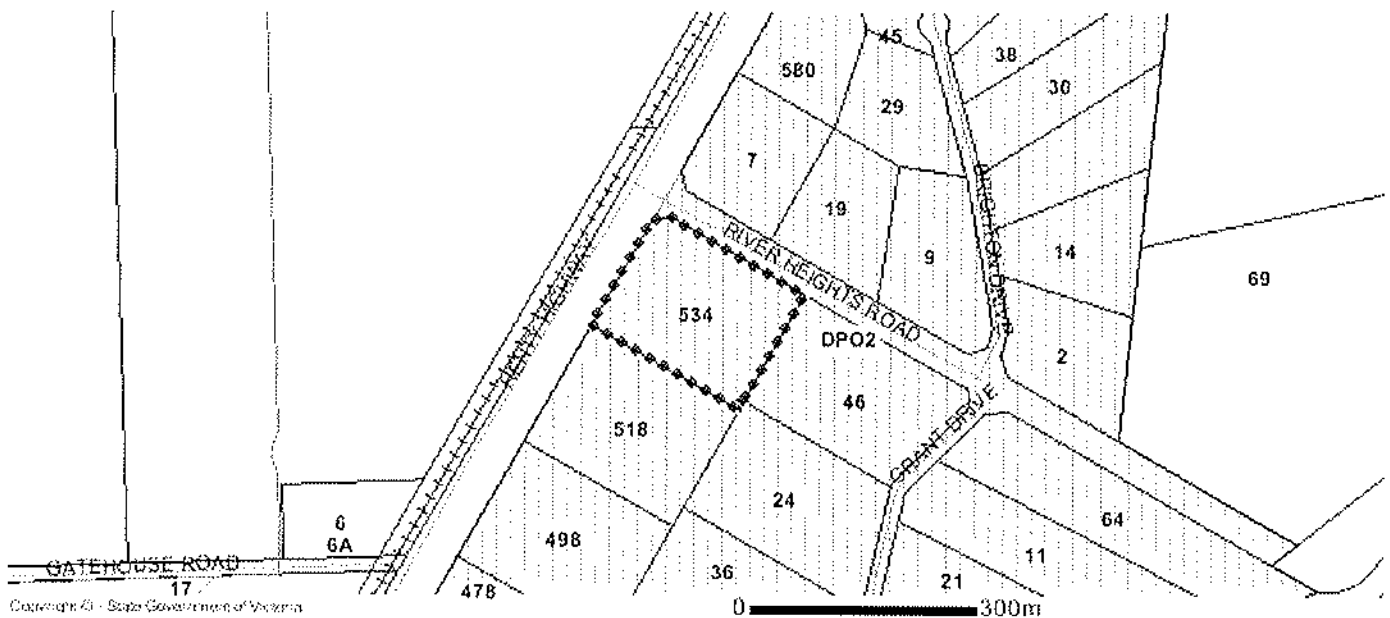 45
38
580
30
29
7
19
RIVER HEIGHTS ROAD
9
14
69
HENTY HIGHWAY
534
DPO2
2
46
518
GRANT DRIVE
24
6
6A
64
498
11
GATEHOUSE ROAD
36
21
17
478
Copyright © - State Government of Victoria
0 300m